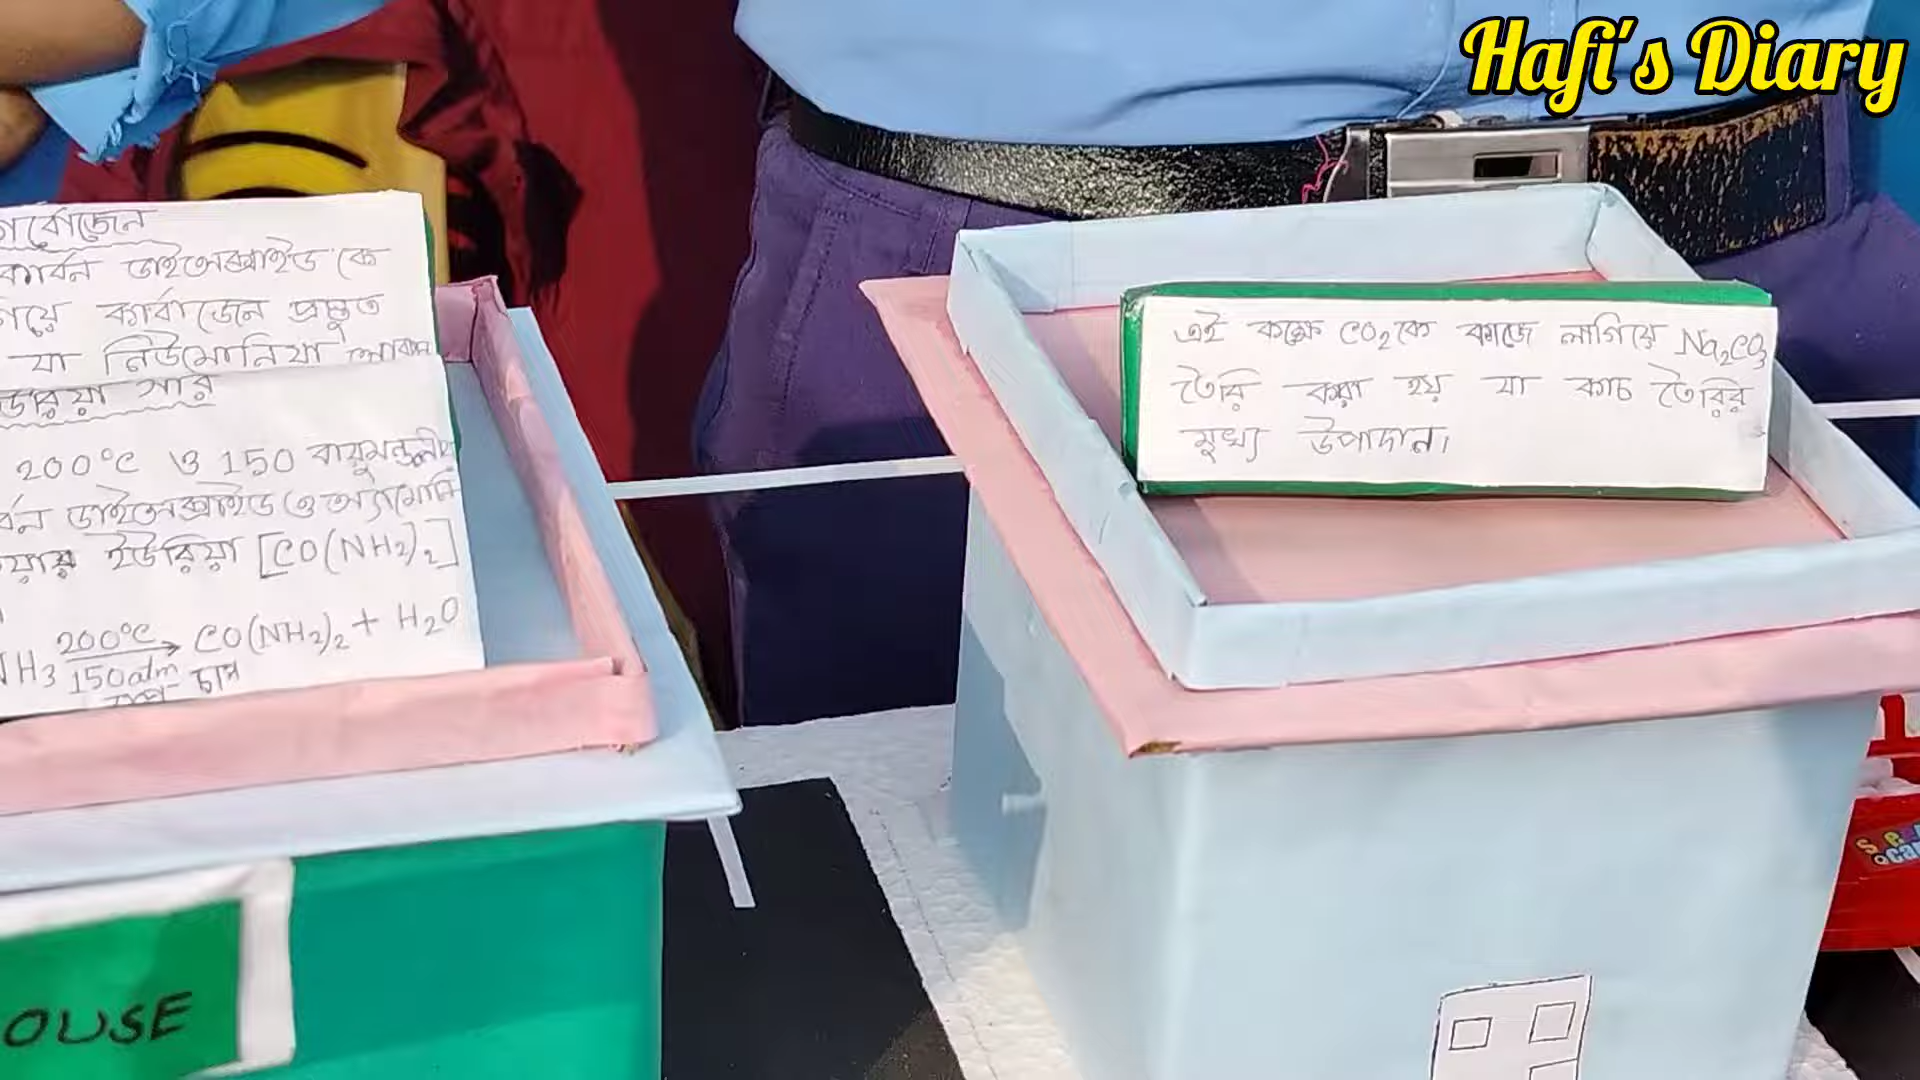 Hafi's Diary
কার্বন ডাইঅক্সাইড কে
কার্বাজেন প্রস্তুত
যা নিউমোনিয়া
সার
200°C ও 150 বায়ুমন্ডলীয়
ডাইঅক্সাইড ও অ্যামোনি
ইউরিয়া [CO(NH₂)₂]
NH₃ 200°C → CO(NH₂)₂ + H₂O
150atm চাপ
OUSE
এই কক্ষে CO₂ কে কাজে লাগিয়ে Na₂CO₃
তৈরি করা হয় যা কাচ তৈরির
মুখ্য উপাদান।